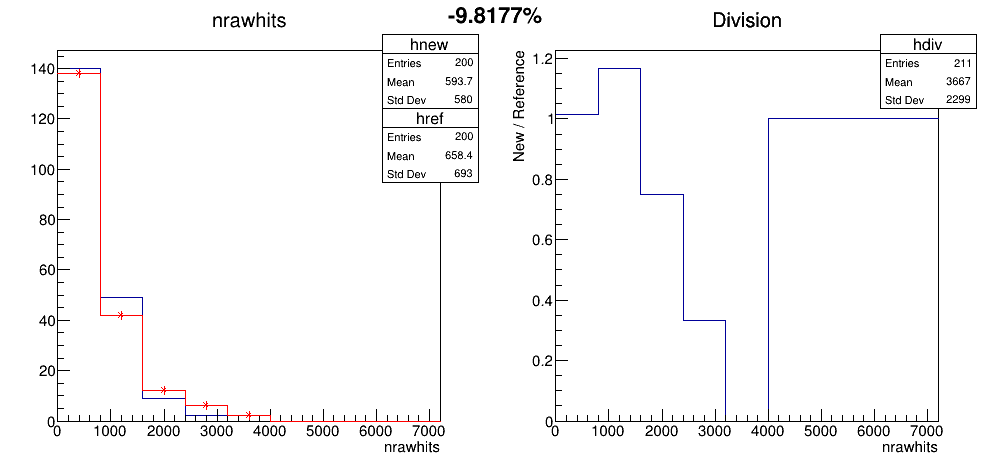 -9.8177%
nrawhits
hnew
Entries 200
Mean 593.7
Std Dev 580
href
Entries 200
Mean 658.4
Std Dev 693
140
120
100
80
60
40
20
0
0 1000 2000 3000 4000 5000 6000 7000
nrawhits
Division
hdiv
Entries 211
Mean 3667
Std Dev 2299
New / Reference
1.2
1
0.8
0.6
0.4
0.2
0
0 1000 2000 3000 4000 5000 6000 7000
nrawhits